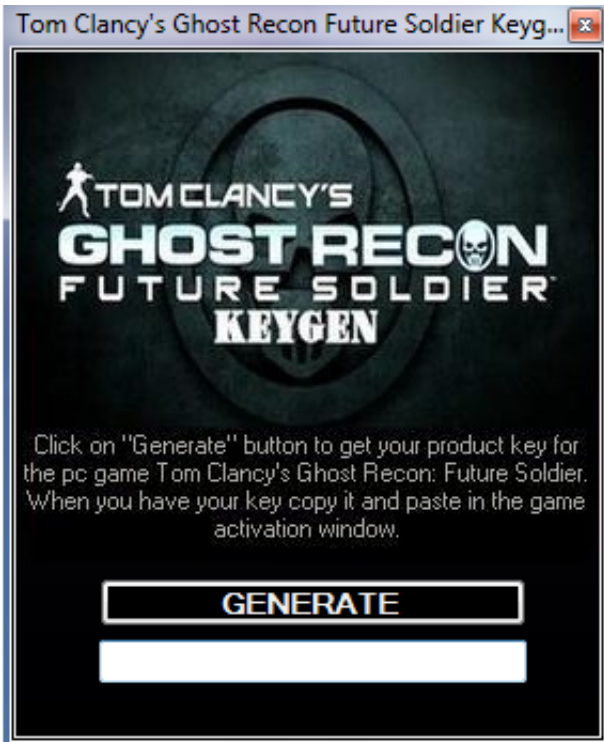 Tom Clancy's Ghost Recon Future Soldier Keyg...
TOM CLANCY'S
GHOST RECON
FUTURE SOLDIER™
KEYGEN
Click on "Generate" button to get your product key for
the pc game Tom Clancy's Ghost Recon: Future Soldier.
When you have your key copy it and paste in the game
activation window.
GENERATE